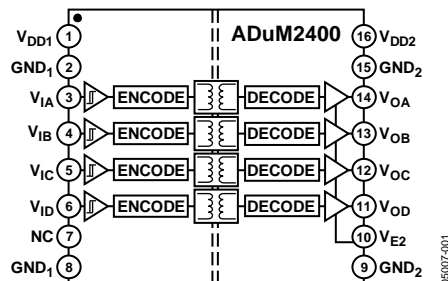 ADuM2400
VDD1 1 16 VDD2
GND1 2 15 GND2
VIA 3 ENCODE DECODE 14 VOA
VIB 4 ENCODE DECODE 13 VOB
VIC 5 ENCODE DECODE 12 VOC
VID 6 ENCODE DECODE 11 VOD
NC 7 10 VE2
GND1 8 9 GND2